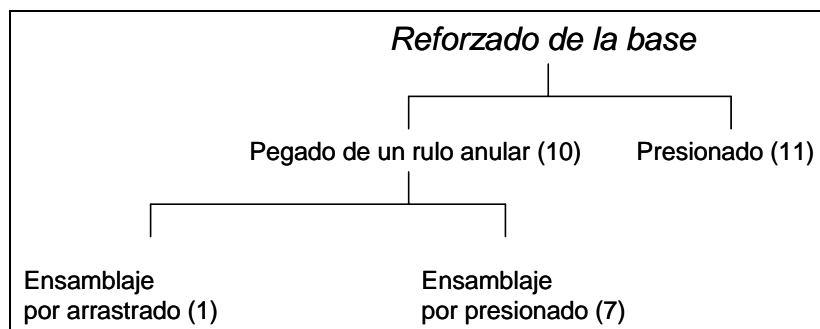 Reforzado de la base
Pegado de un rulo anular (10)
Presionado (11)
Ensamblaje
por arrastrado (1)
Ensamblaje
por presionado (7)